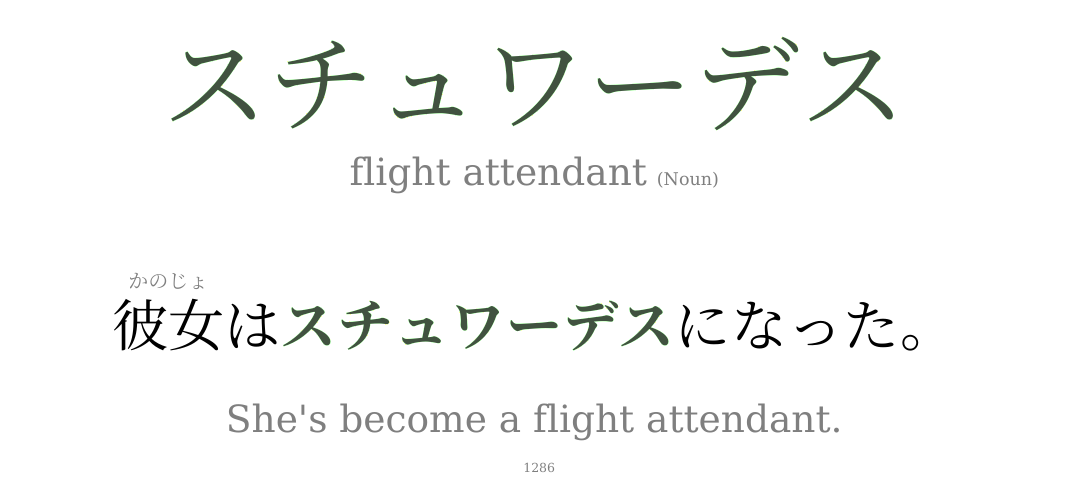 スチュワーデス
flight attendant (Noun)
かのじょ
彼女はスチュワーデスになった。
She's become a flight attendant.
1286